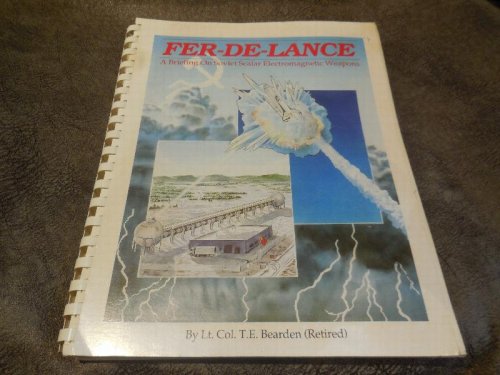 FER-DE-LANCE
A Briefing On Soviet Scalar Electromagnetic Weapons
By Lt. Col. T.E. Bearden (Retired)